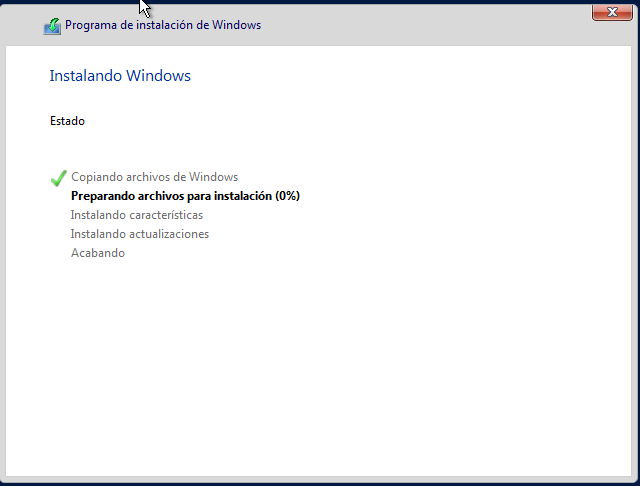 Programa de instalación de Windows
Instalando Windows
Estado
Copiando archivos de Windows
Preparando archivos para instalación (0%)
Instalando características
Instalando actualizaciones
Acabando